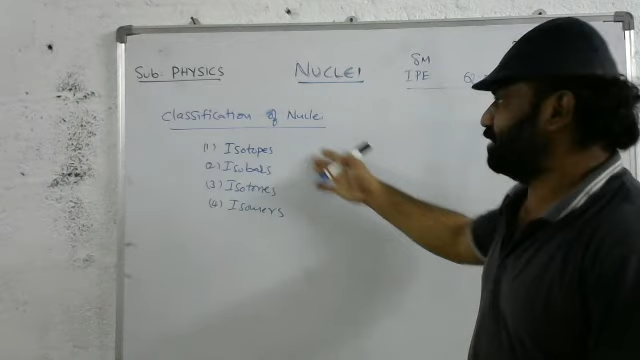 Sub: PHYSICS
NUCLEI
8M
IPE
Classification of Nuclei
(1) Isotopes
(2) Isobars
(3) Isotones
(4) Isomers